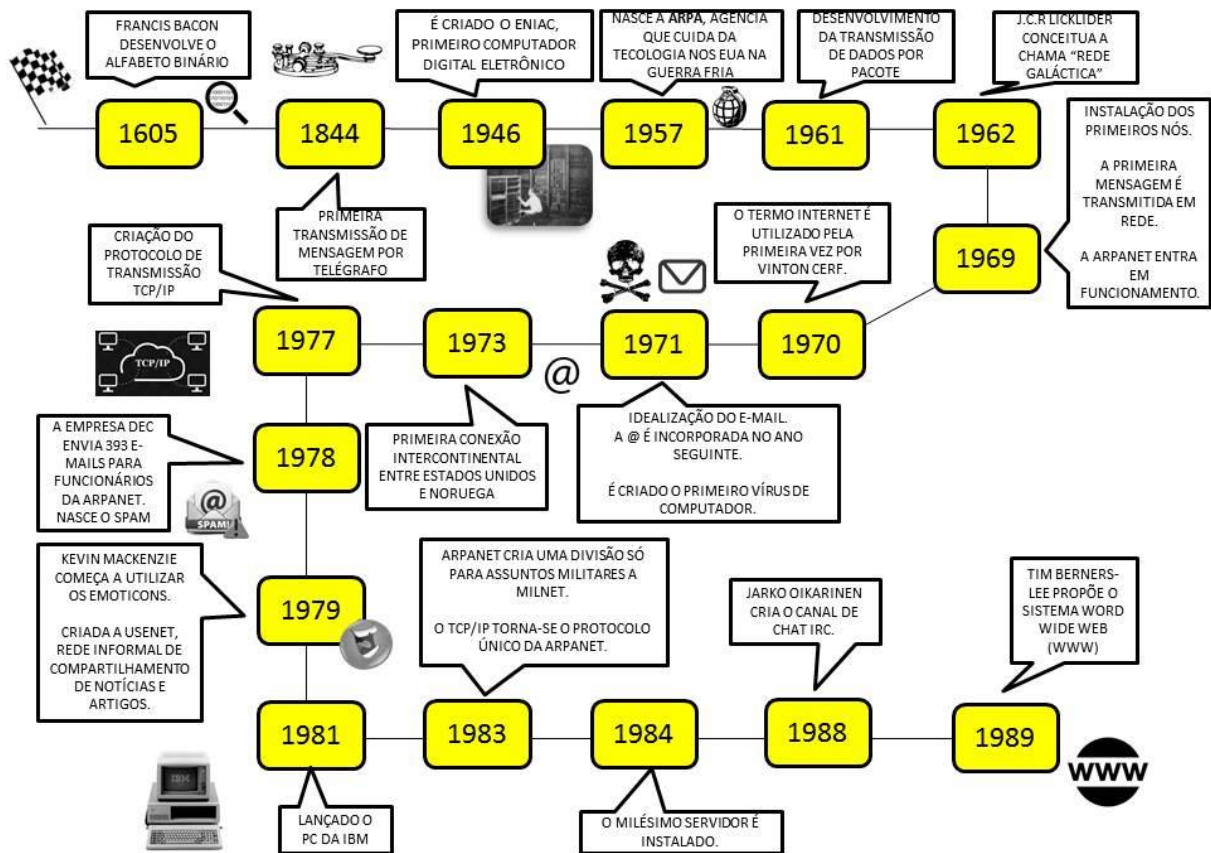 FRANCIS BACON
DESENVOLVE O
ALFABETO BINÁRIO
1605
1844
PRIMEIRA
TRANSMISSÃO DE
MENSAGEM POR
TELÉGRAFO
É CRIADO O ENIAC,
PRIMEIRO COMPUTADOR
DIGITAL ELETRÔNICO
1946
NASCE A ARPA, AGENCIA
QUE CUIDA DA
TECOLOGIA NOS EUA NA
GUERRA FRIA
1957
DESENVOLVIMENTO
DA TRANSMISSÃO
DE DADOS POR
PACOTE
1961
J.C.R LICKLIDER
CONCEITUA A
CHAMA “REDE
GALÁCTICA”
1962
INSTALAÇÃO DOS
PRIMEIROS NÓS.
A PRIMEIRA
MENSAGEM É
TRANSMITIDA EM
REDE.
A ARPANET ENTRA
EM
FUNCIONAMENTO.
1969
O TERMO INTERNET É
UTILIZADO PELA
PRIMEIRA VEZ POR
VINTON CERF.
1970
1971
IDEALIZAÇÃO DO E-MAIL.
A @ É INCORPORADA NO ANO
SEGUINTE.
É CRIADO O PRIMEIRO VÍRUS DE
COMPUTADOR.
@
1973
PRIMEIRA CONEXÃO
INTERCONTINENTAL
ENTRE ESTADOS UNIDOS
E NORUEGA
CRIAÇÃO DO
PROTOCOLO DE
TRANSMISSÃO
TCP/IP
1977
TCP/IP
A EMPRESA DEC
ENVIA 393 E-
MAILS PARA
FUNCIONÁRIOS
DA ARPANET.
NASCE O SPAM
1978
@
SPAM!
KEVIN MACKENZIE
COMEÇA A UTILIZAR
OS EMOTICONS.
CRIADA A USENET,
REDE INFORMAL DE
COMPARTILHAMENTO
DE NOTÍCIAS E
ARTIGOS.
1979
1981
LANÇADO O
PC DA IBM
IBM
ARPANET CRIA UMA DIVISÃO SÓ
PARA ASSUNTOS MILITARES A
MILNET.
O TCP/IP TORNA-SE O PROTOCOLO
ÚNICO DA ARPANET.
1983
1984
O MILÉSIMO SERVIDOR É
INSTALADO.
JARKO OIKARINEN
CRIA O CANAL DE
CHAT IRC.
1988
TIM BERNERS-
LEE PROPÕE O
SISTEMA WORD
WIDE WEB
(WWW)
1989
WWW